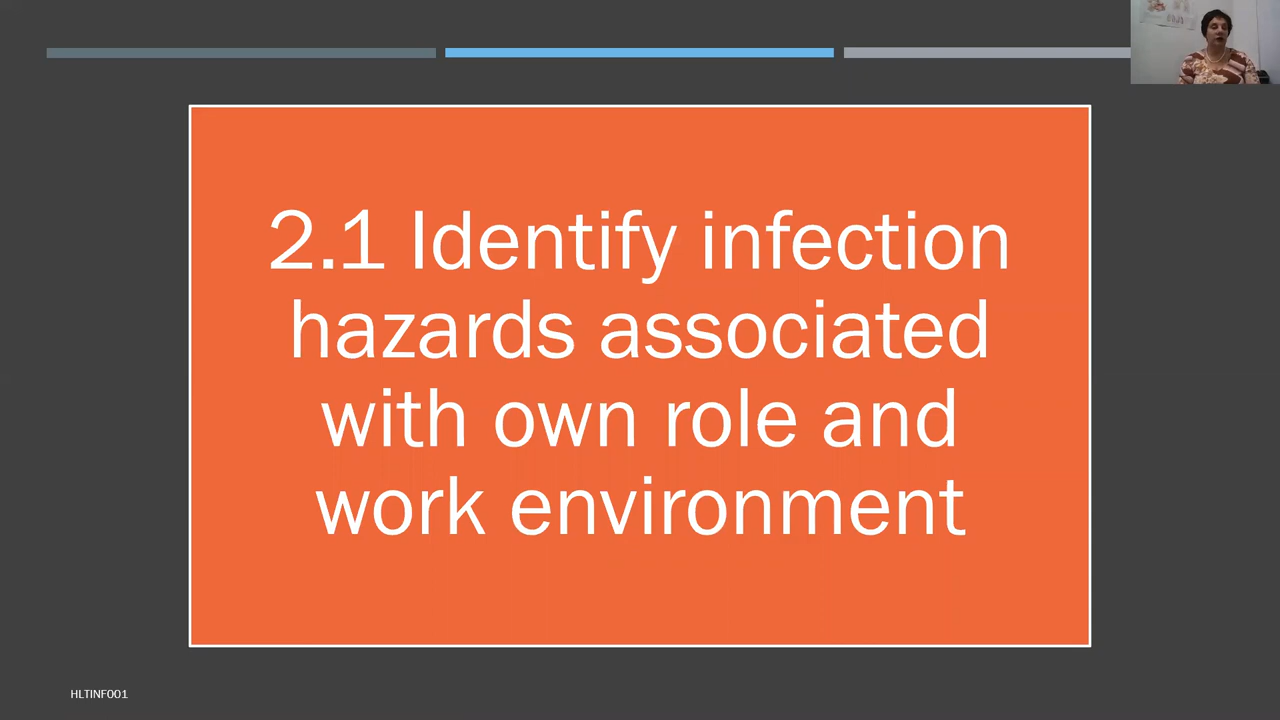 2.1 Identify infection
hazards associated
with own role and
work environment
HLTINF001